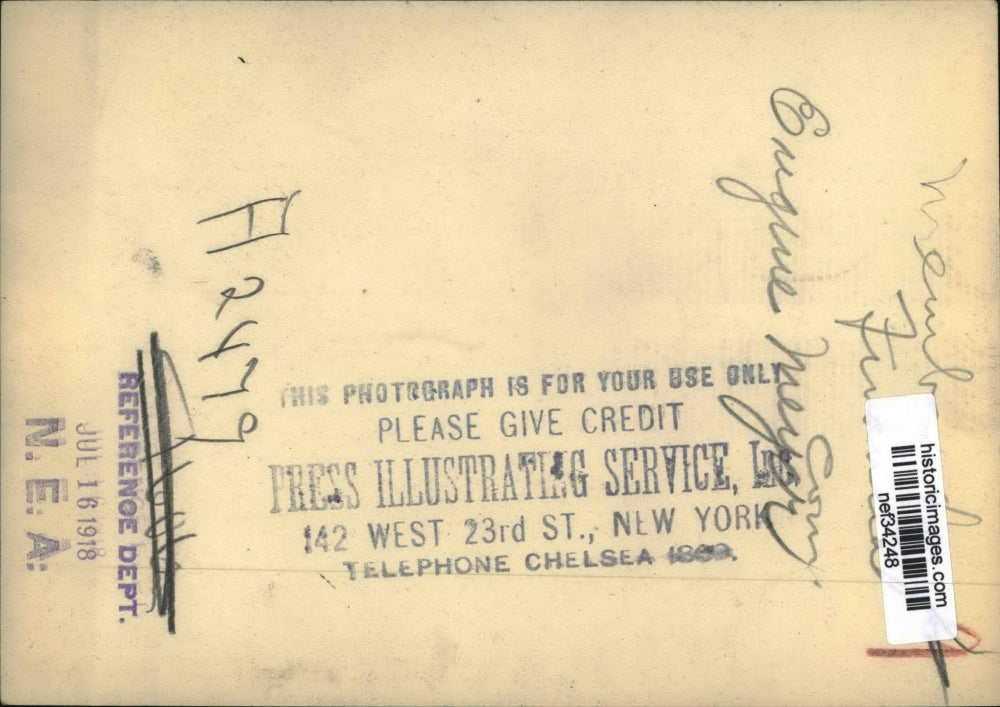 THIS PHOTOGRAPH IS FOR YOUR USE ONLY
PLEASE GIVE CREDIT
PRESS ILLUSTRATING SERVICE, Inc.
142 WEST 23rd ST., NEW YORK
TELEPHONE CHELSEA
Eugene Meyer
H2479
REFERENCE DEPT.
JUL 16 1918
N. E. A.
historicimages.com
nef34248